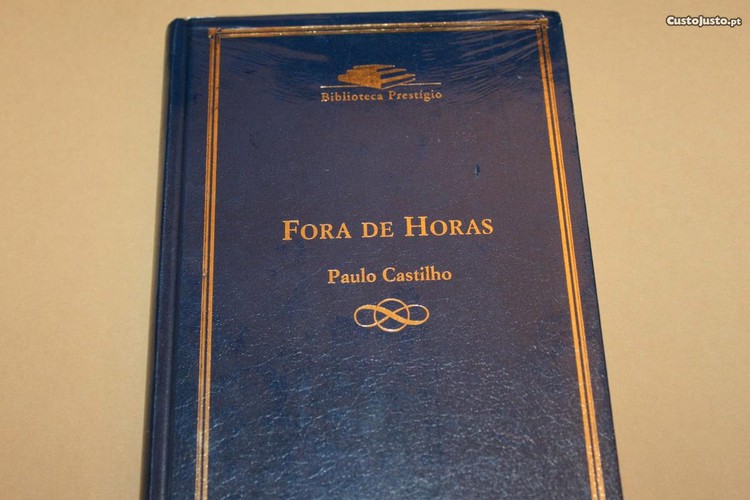 CustoJusto.pt
Biblioteca Prestígio
FORA DE HORAS
Paulo Castilho